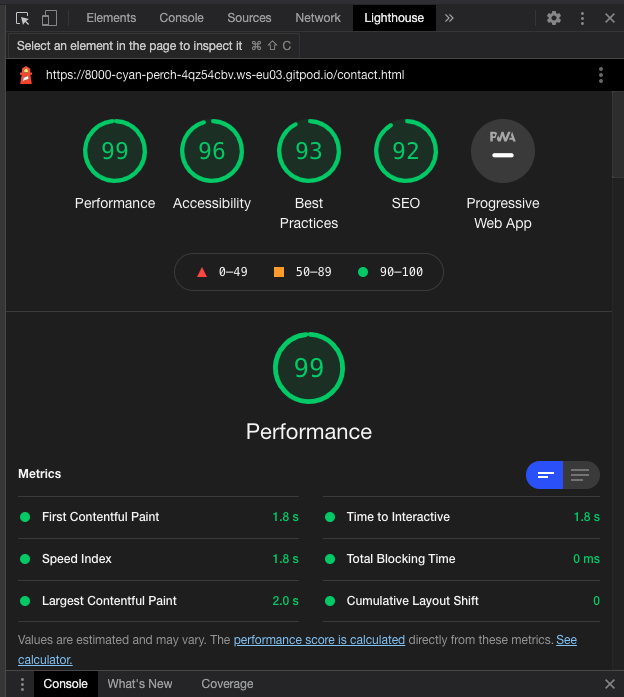 Elements Console Sources Network Lighthouse »
Select an element in the page to inspect it ⌘ ⇧ C
https://8000-cyan-perch-4qz54cbv.ws-eu03.gitpod.io/contact.html
99 96 93 92 PWA
Performance Accessibility Best Practices SEO Progressive Web App
0–49 50–89 90–100
99
Performance
Metrics
First Contentful Paint 1.8 s Time to Interactive 1.8 s
Speed Index 1.8 s Total Blocking Time 0 ms
Largest Contentful Paint 2.0 s Cumulative Layout Shift 0
Values are estimated and may vary. The performance score is calculated directly from these metrics. See
calculator.
Console What's New Coverage